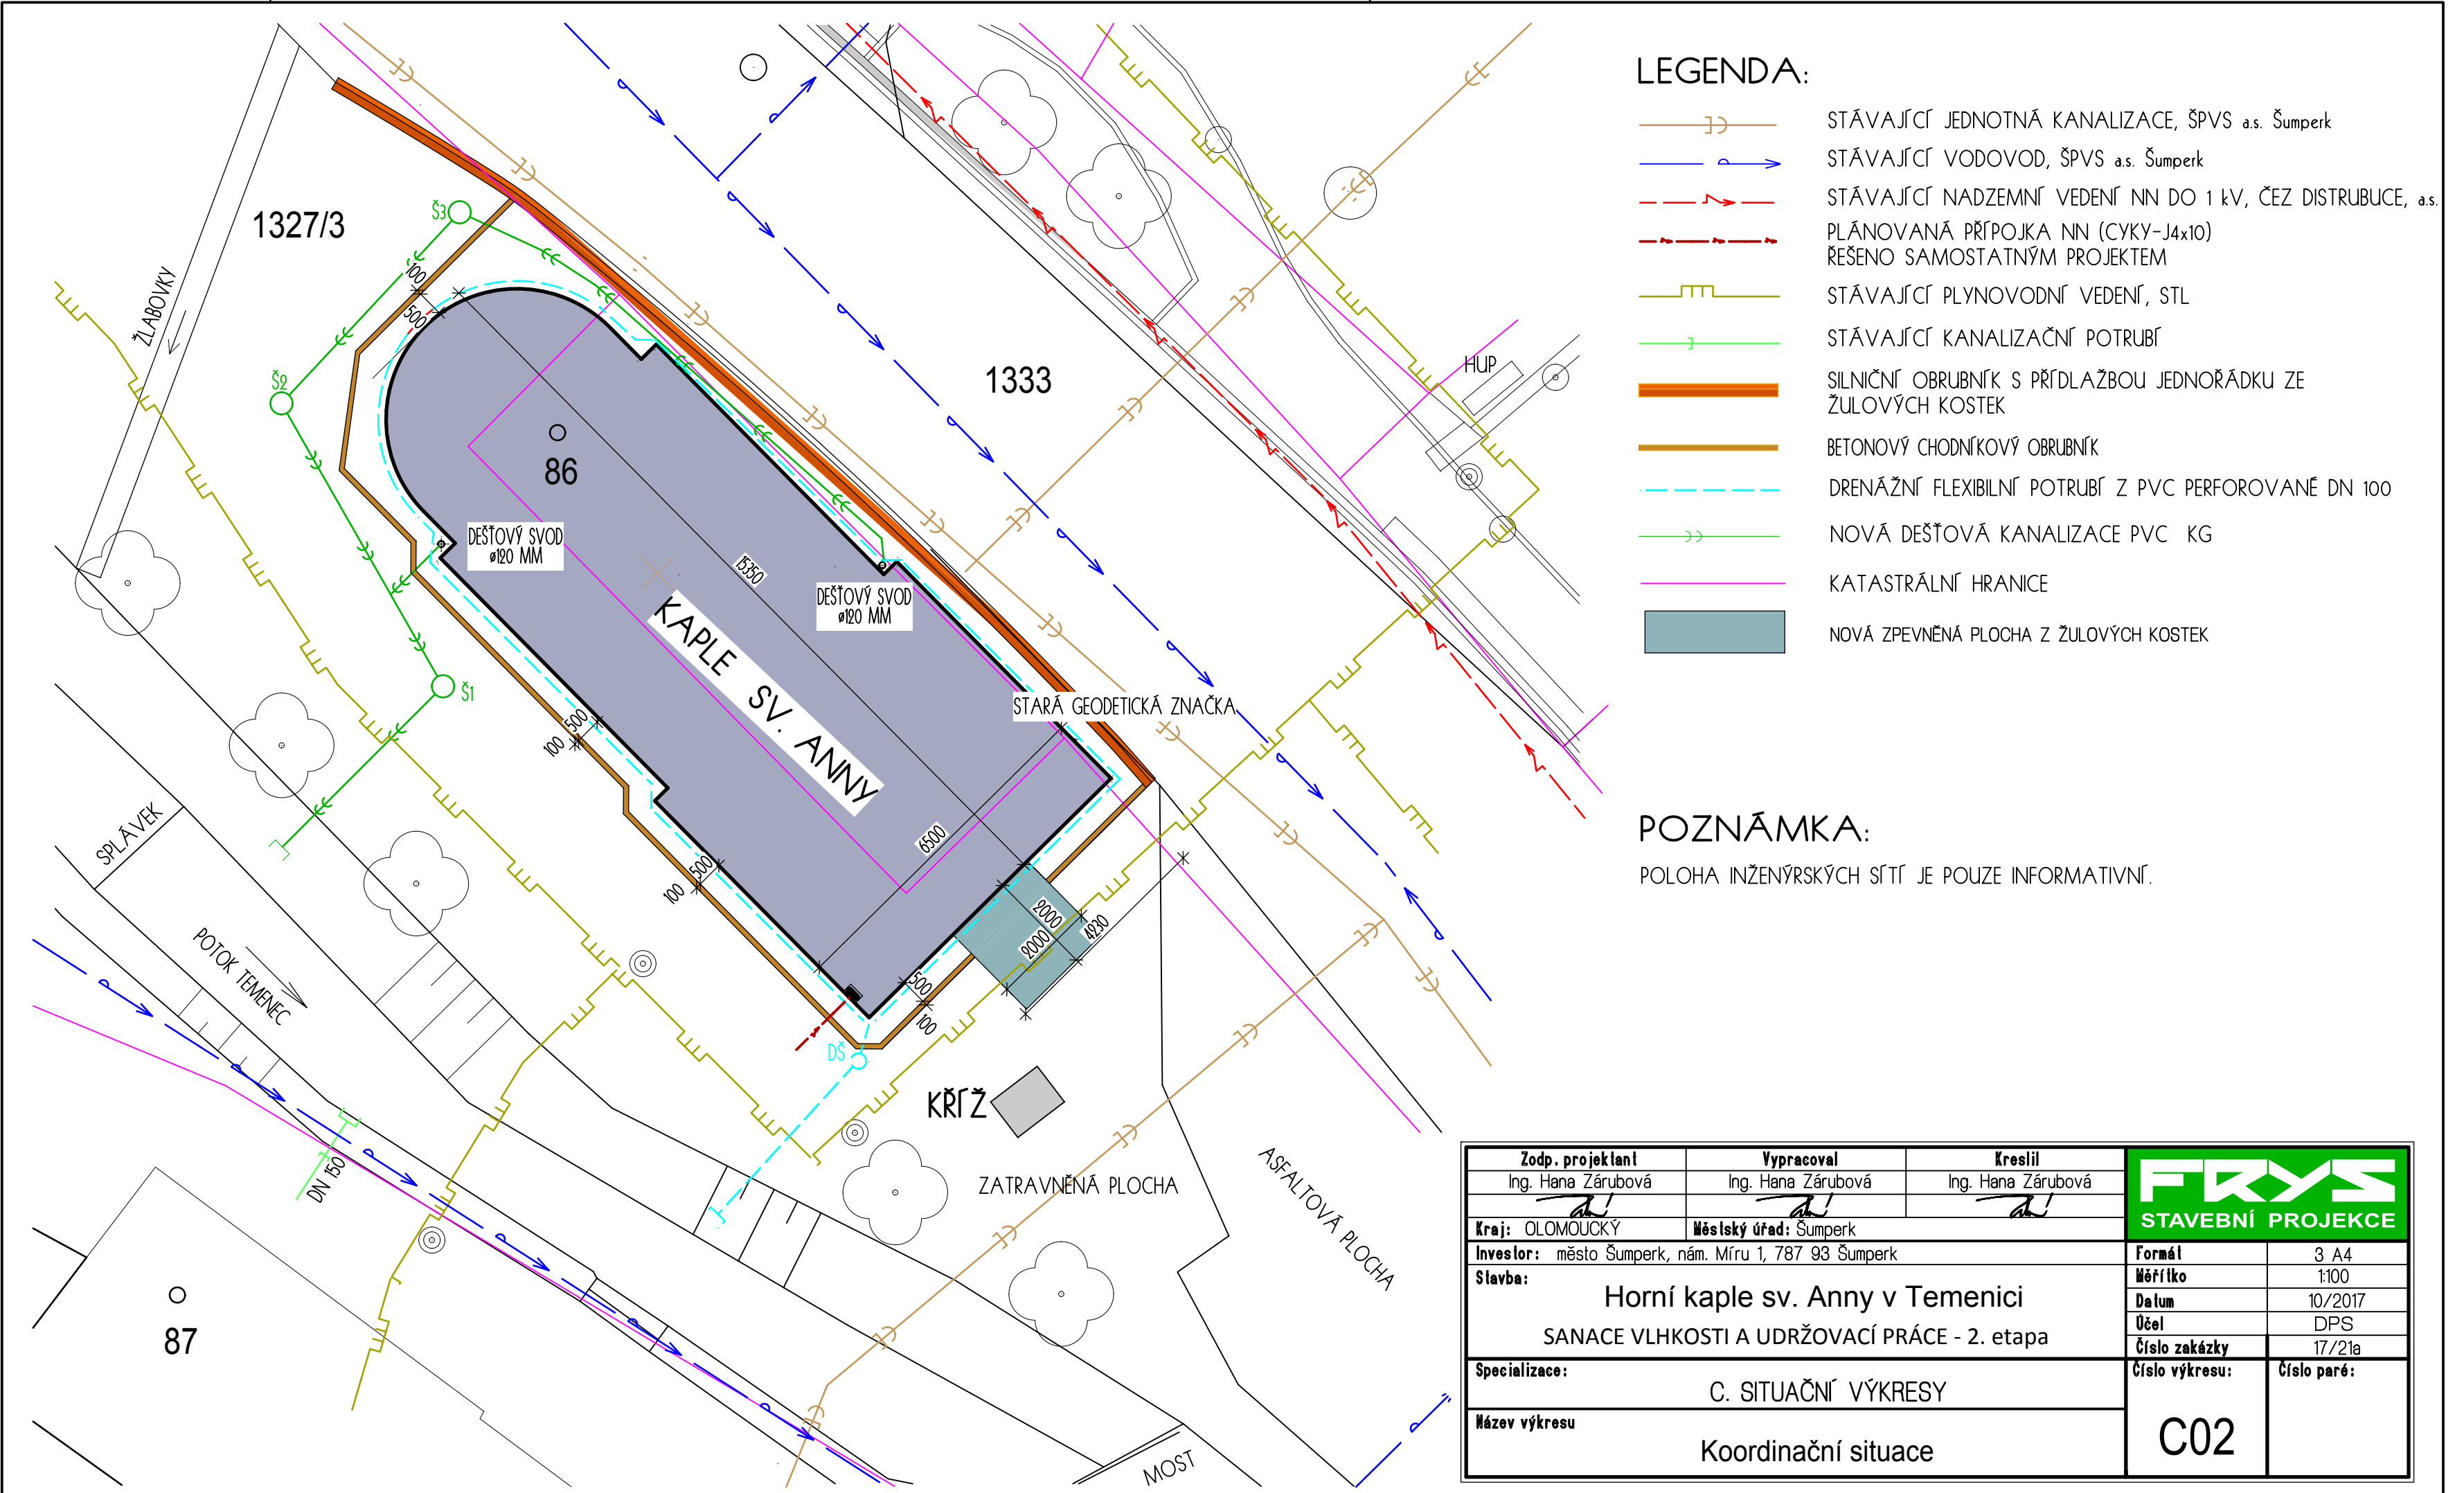 1327/3
ŽLABOVKY
Š3
100
500
Š2
86
1333
HUP
DEŠŤOVÝ SVOD
ø120 MM
DEŠŤOVÝ SVOD
ø120 MM
15350
KAPLE SV. ANNY
STARÁ GEODETICKÁ ZNAČKA
Š1
500
100
6500
500
100
2000
2000
4230
500
100
DŠ
SPLÁVEK
POTOK TEMENEC
DN 150
KŘÍŽ
ZATRAVNĚNÁ PLOCHA
ASFALTOVÁ PLOCHA
87
MOST
LEGENDA:
STÁVAJÍCÍ JEDNOTNÁ KANALIZACE, ŠPVS a.s. Šumperk
STÁVAJÍCÍ VODOVOD, ŠPVS a.s. Šumperk
STÁVAJÍCÍ NADZEMNÍ VEDENÍ NN DO 1 kV, ČEZ DISTRUBUCE, a.s.
PLÁNOVANÁ PŘÍPOJKA NN (CYKY-J4x10)
ŘEŠENO SAMOSTATNÝM PROJEKTEM
STÁVAJÍCÍ PLYNOVODNÍ VEDENÍ, STL
STÁVAJÍCÍ KANALIZAČNÍ POTRUBÍ
SILNIČNÍ OBRUBNÍK S PŘÍDLAŽBOU JEDNOŘÁDKU ZE
ŽULOVÝCH KOSTEK
BETONOVÝ CHODNÍKOVÝ OBRUBNÍK
DRENÁŽNÍ FLEXIBILNÍ POTRUBÍ Z PVC PERFOROVANÉ DN 100
NOVÁ DEŠŤOVÁ KANALIZACE PVC KG
KATASTRÁLNÍ HRANICE
NOVÁ ZPEVNĚNÁ PLOCHA Z ŽULOVÝCH KOSTEK
POZNÁMKA:
POLOHA INŽENÝRSKÝCH SÍTÍ JE POUZE INFORMATIVNÍ.
Zodp. projektant Vypracoval Kreslil
Ing. Hana Zárubová Ing. Hana Zárubová Ing. Hana Zárubová
FRYS
STAVEBNÍ PROJEKCE
Kraj: OLOMOUCKÝ Městský úřad: Šumperk
Investor: město Šumperk, nám. Míru 1, 787 93 Šumperk
Formát 3 A4
Stavba:
Měřítko 1:100
Horní kaple sv. Anny v Temenici
Datum 10/2017
Účel DPS
SANACE VLHKOSTI A UDRŽOVACÍ PRÁCE - 2. etapa
Číslo zakázky 17/21a
Specializace:
C. SITUAČNÍ VÝKRESY
Číslo výkresu: Číslo paré:
Název výkresu
Koordinační situace
C02